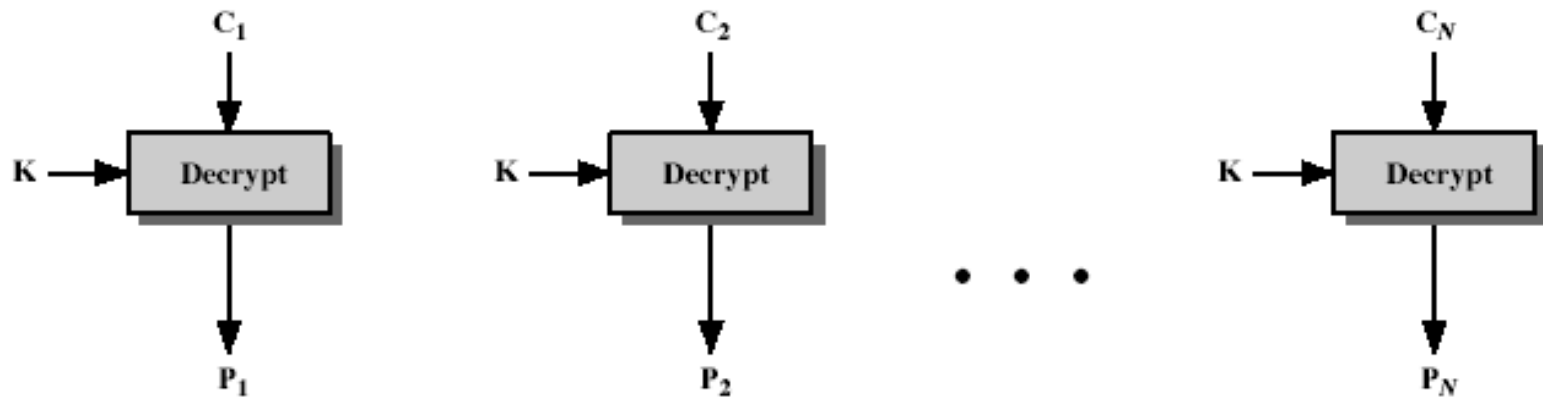 C1 C2 CN
K Decrypt K Decrypt K Decrypt
P1 P2 PN